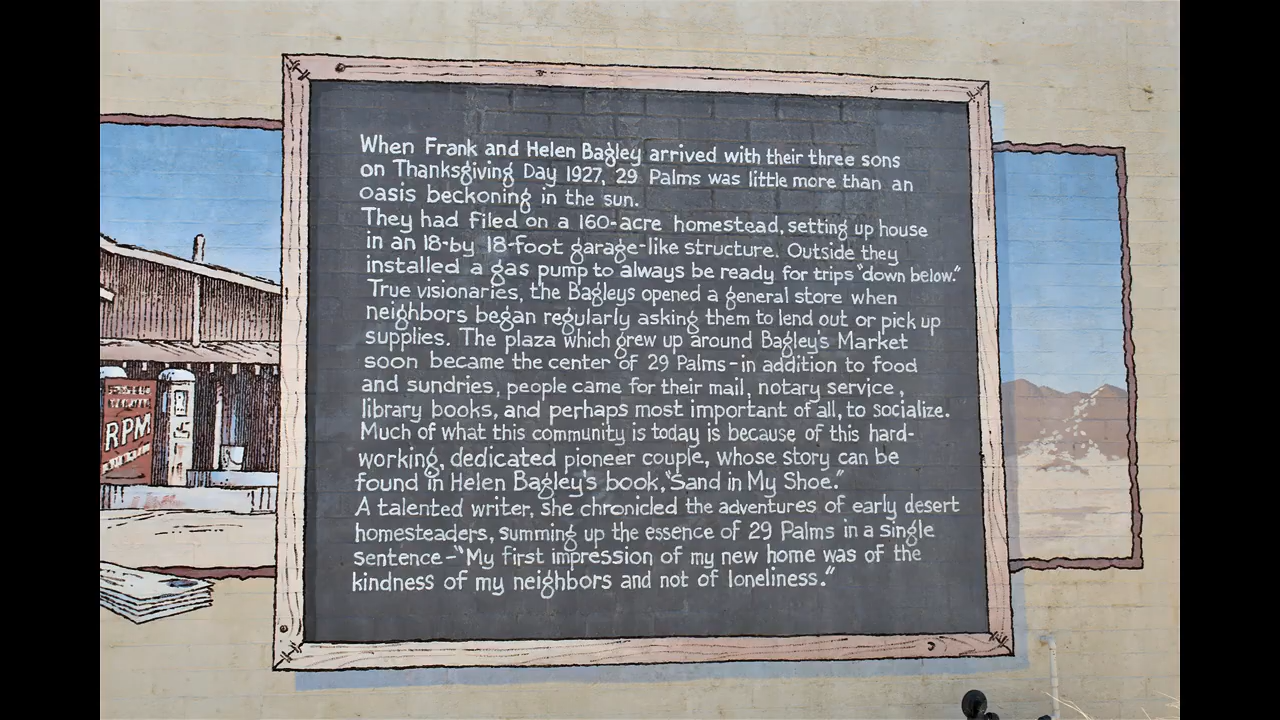 When Frank and Helen Bagley arrived with their three sons
on Thanksgiving Day 1927, 29 Palms was little more than an
oasis beckoning in the sun.
They had filed on a 160-acre homestead, setting up house
in an 18-by 18-foot garage-like structure. Outside they
installed a gas pump to always be ready for trips "down below."
True visionaries, the Bagleys opened a general store when
neighbors began regularly asking them to lend out or pick up
supplies. The plaza which grew up around Bagley's Market
soon became the center of 29 Palms-in addition to food
and sundries, people came for their mail, notary service,
library books, and perhaps most important of all, to socialize.
Much of what this community is today is because of this hard-
working, dedicated pioneer couple, whose story can be
found in Helen Bagley's book, "Sand in My Shoe."
A talented writer, she chronicled the adventures of early desert
homesteaders, summing up the essence of 29 Palms in a single
sentence-"My first impression of my new home was of the
kindness of my neighbors and not of loneliness."
RPM